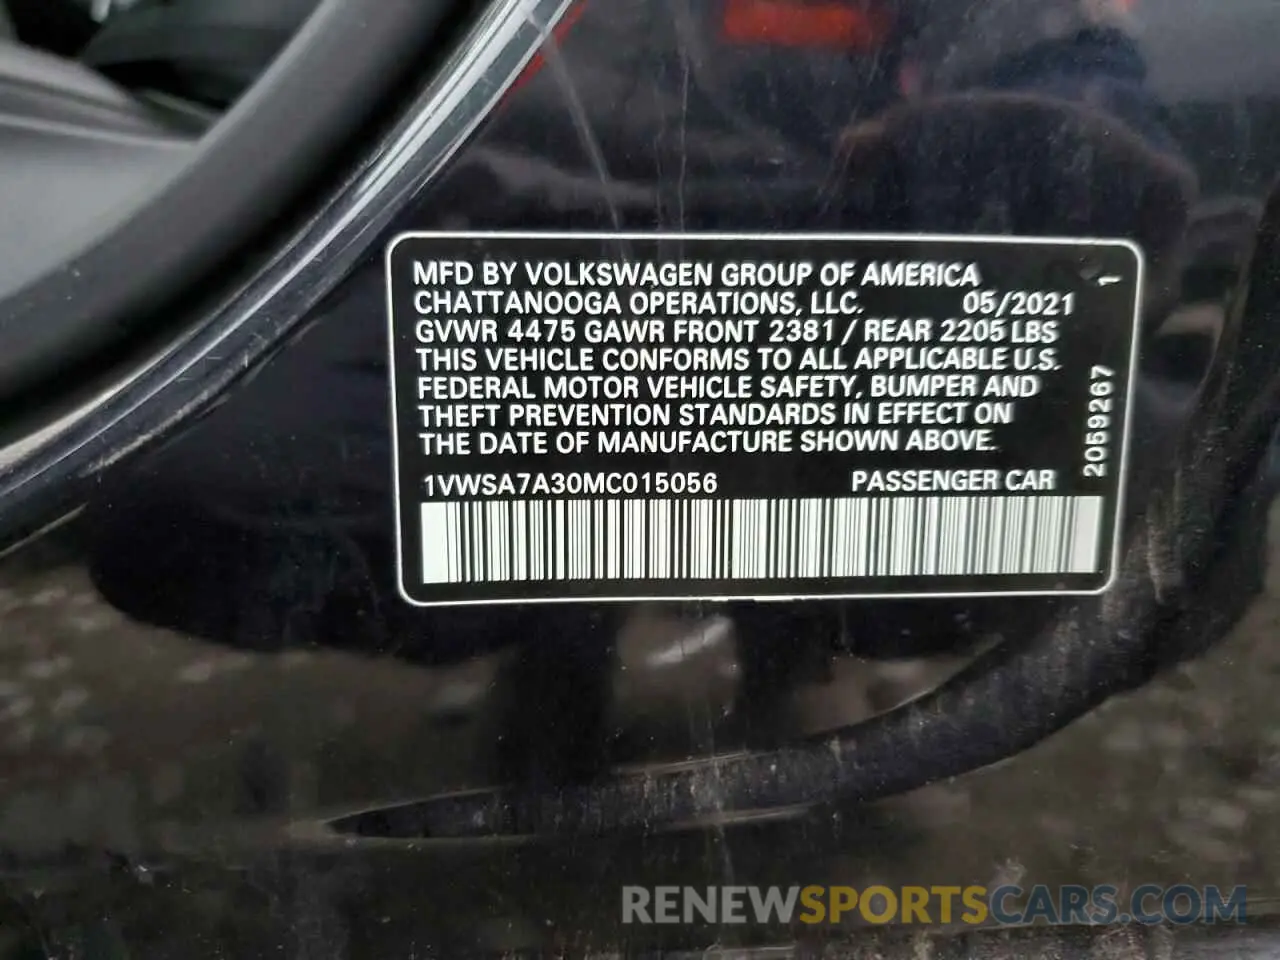 MFD BY VOLKSWAGEN GROUP OF AMERICA
CHATTANOOGA OPERATIONS, LLC. 05/2021
GVWR 4475 GAWR FRONT 2381 / REAR 2205 LBS
THIS VEHICLE CONFORMS TO ALL APPLICABLE U.S.
FEDERAL MOTOR VEHICLE SAFETY, BUMPER AND
THEFT PREVENTION STANDARDS IN EFFECT ON
THE DATE OF MANUFACTURE SHOWN ABOVE.
1VWSA7A30MC015056 PASSENGER CAR
2059267 1
RENEWSPORTSCARS.COM